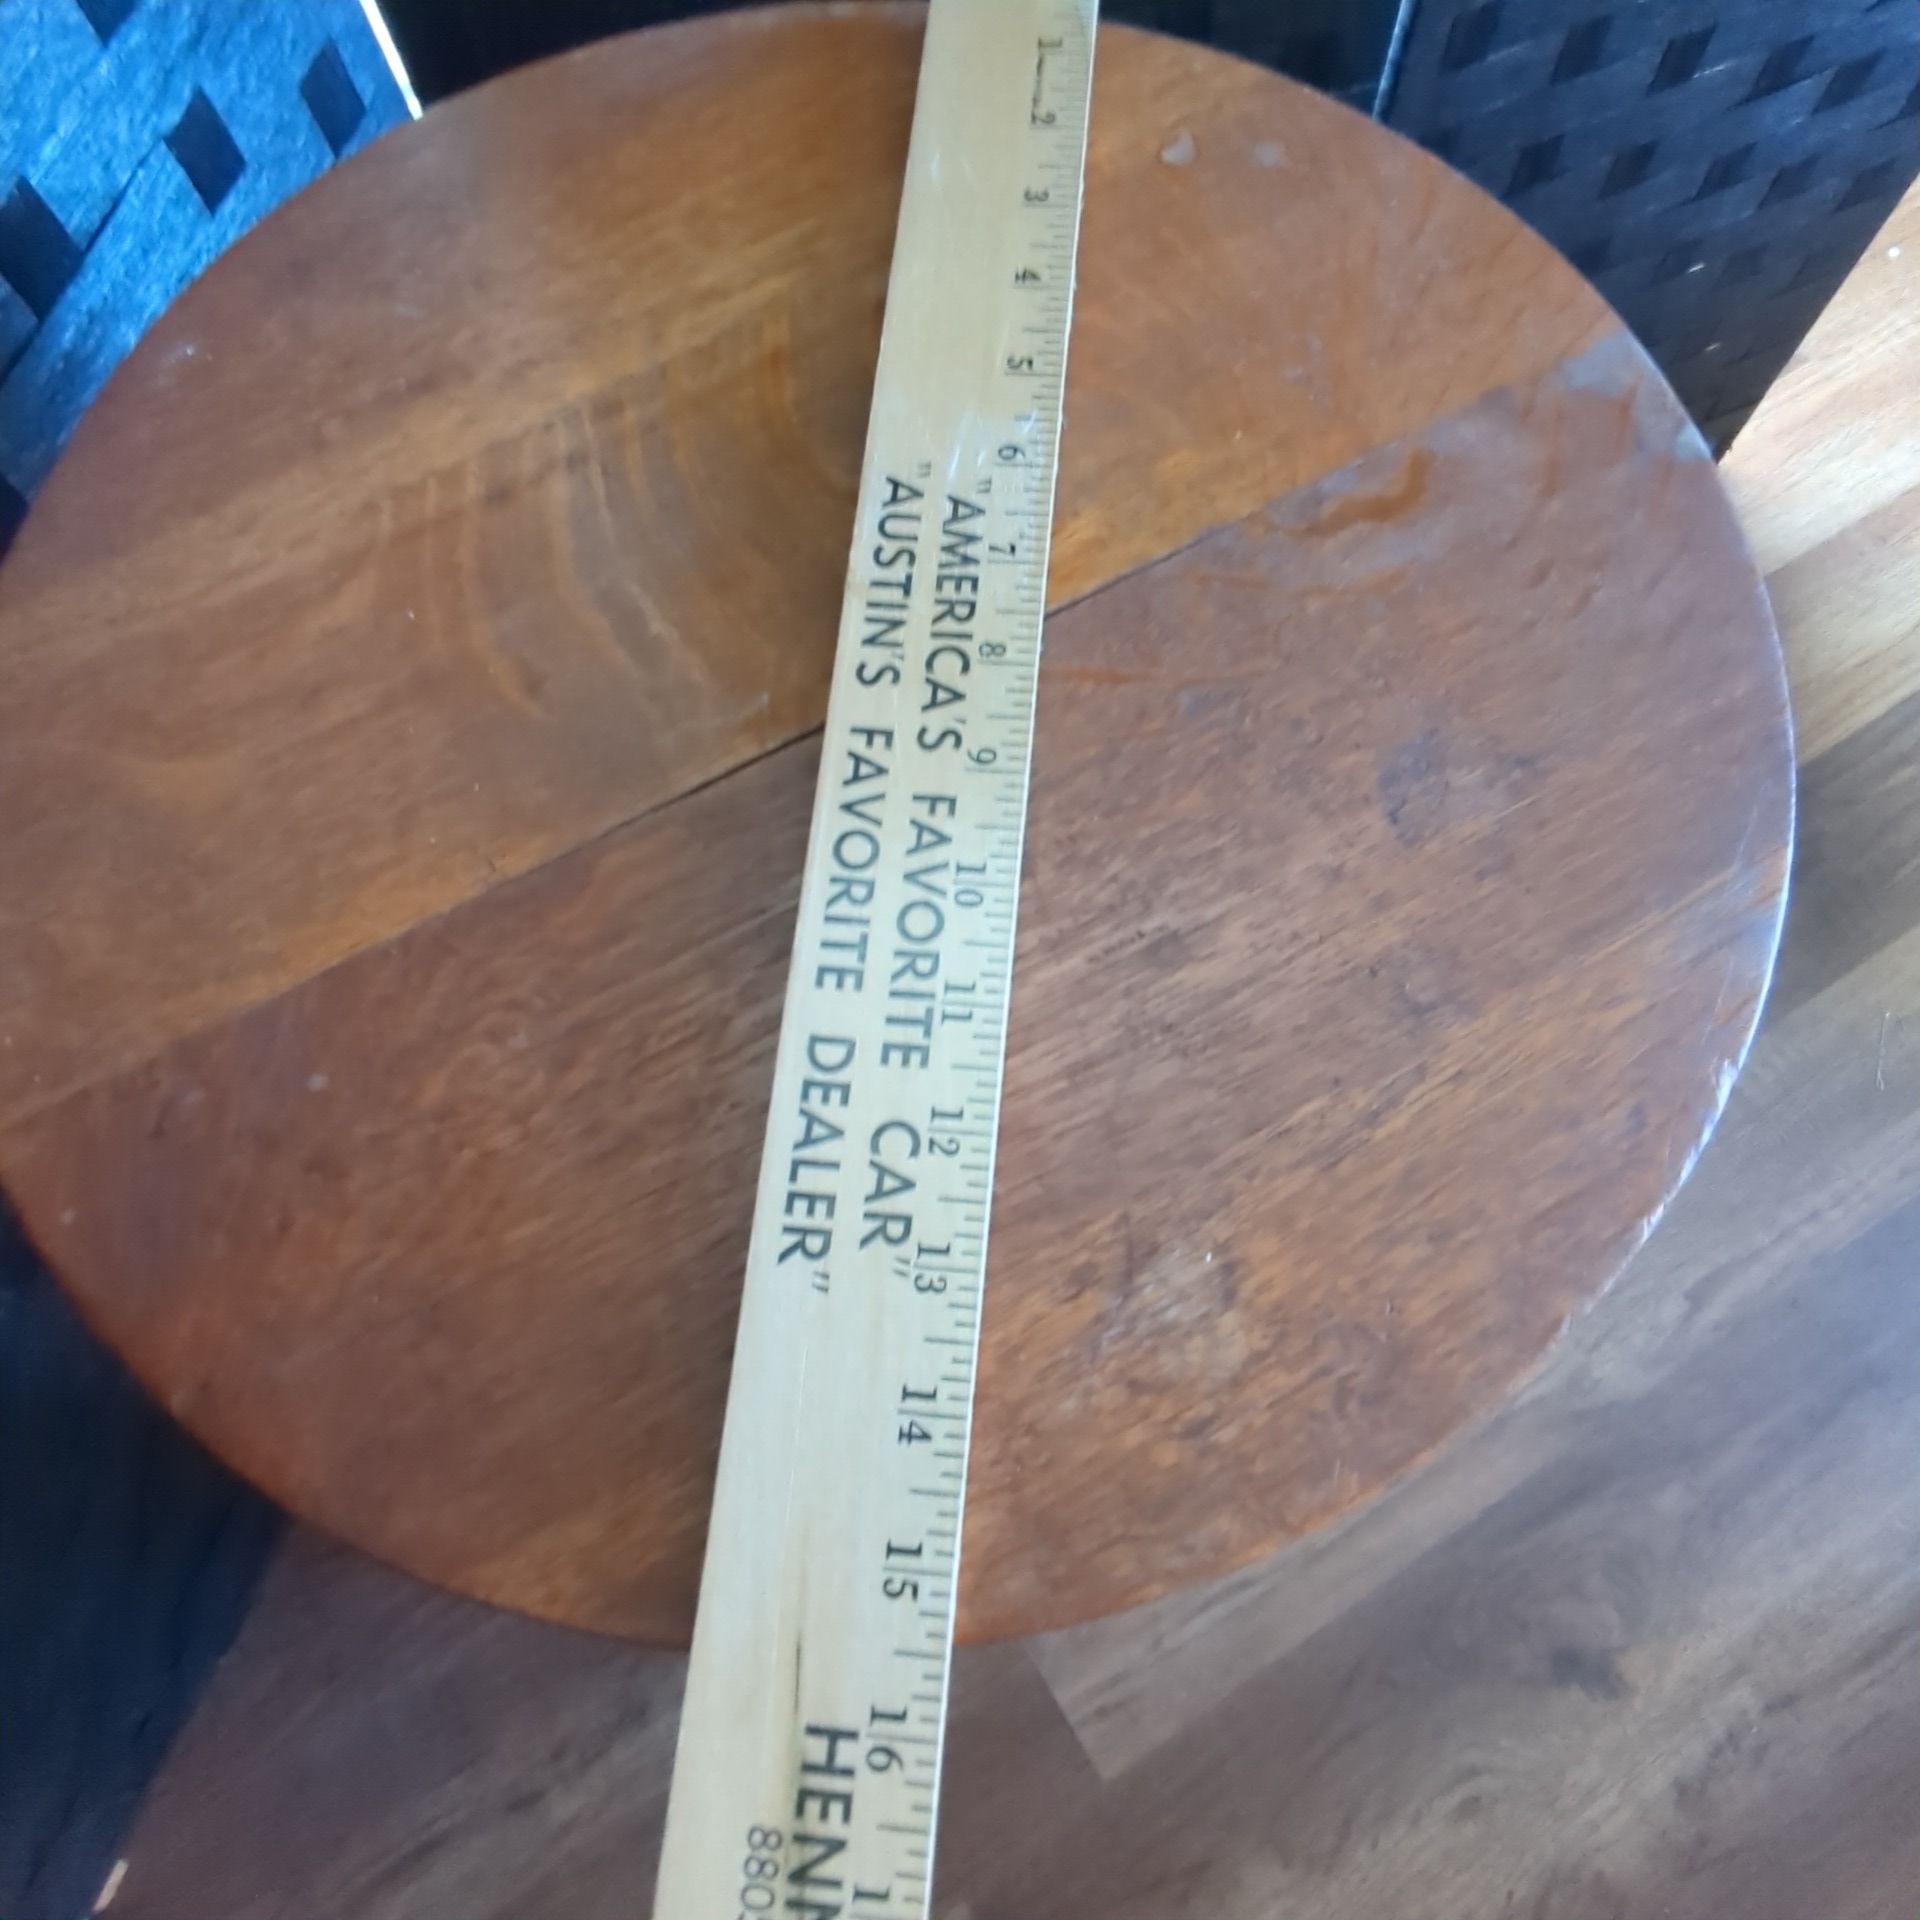 1 2 3 4 5 6 7 8 9 10 11 12 13 14 15 16
"AMERICA'S FAVORITE CAR"
"AUSTIN'S FAVORITE DEALER"